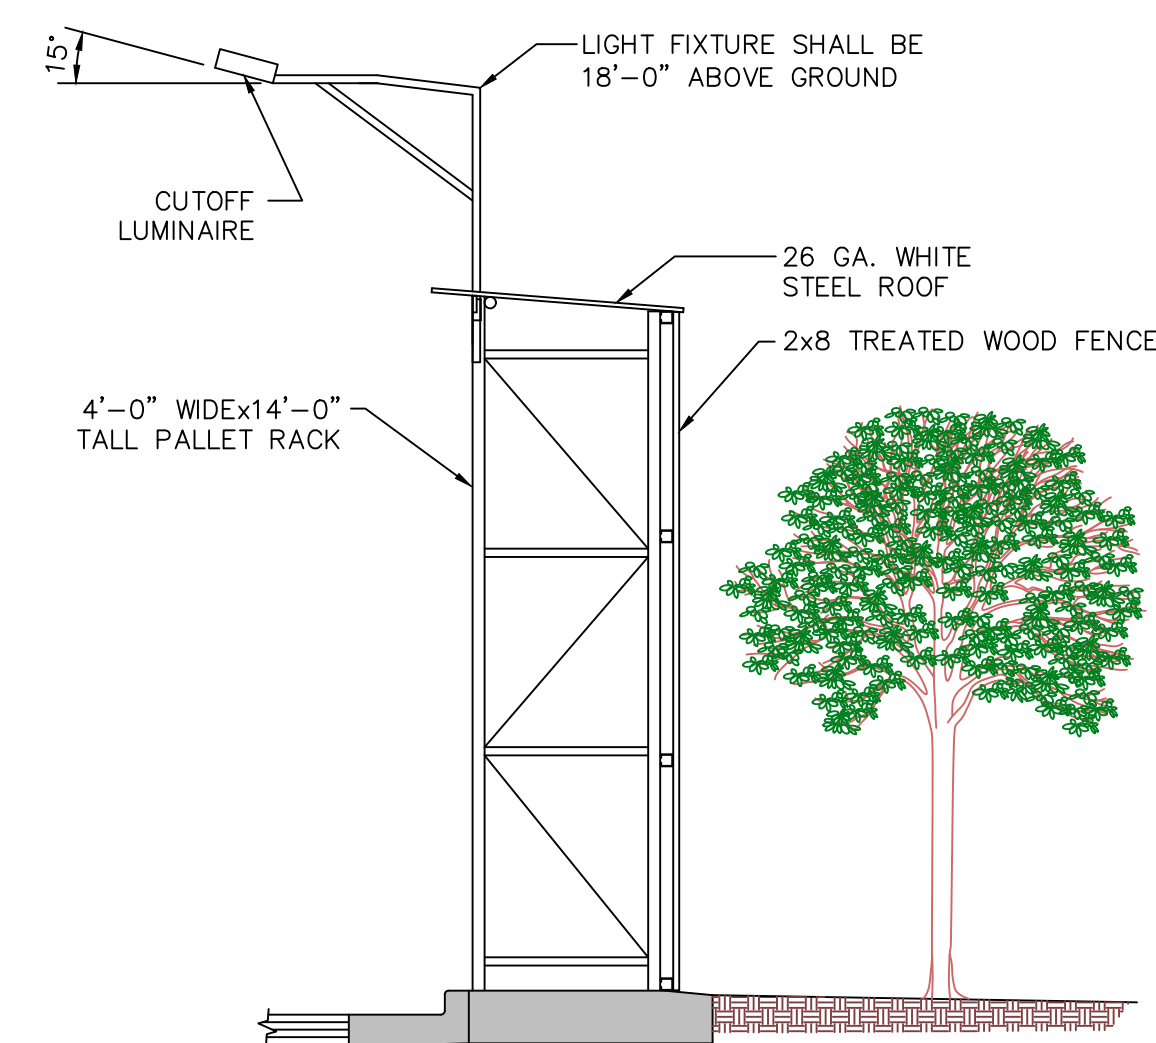 15°
LIGHT FIXTURE SHALL BE
18'-0" ABOVE GROUND
CUTOFF
LUMINAIRE
26 GA. WHITE
STEEL ROOF
2x8 TREATED WOOD FENCE
4'-0" WIDEx14'-0"
TALL PALLET RACK